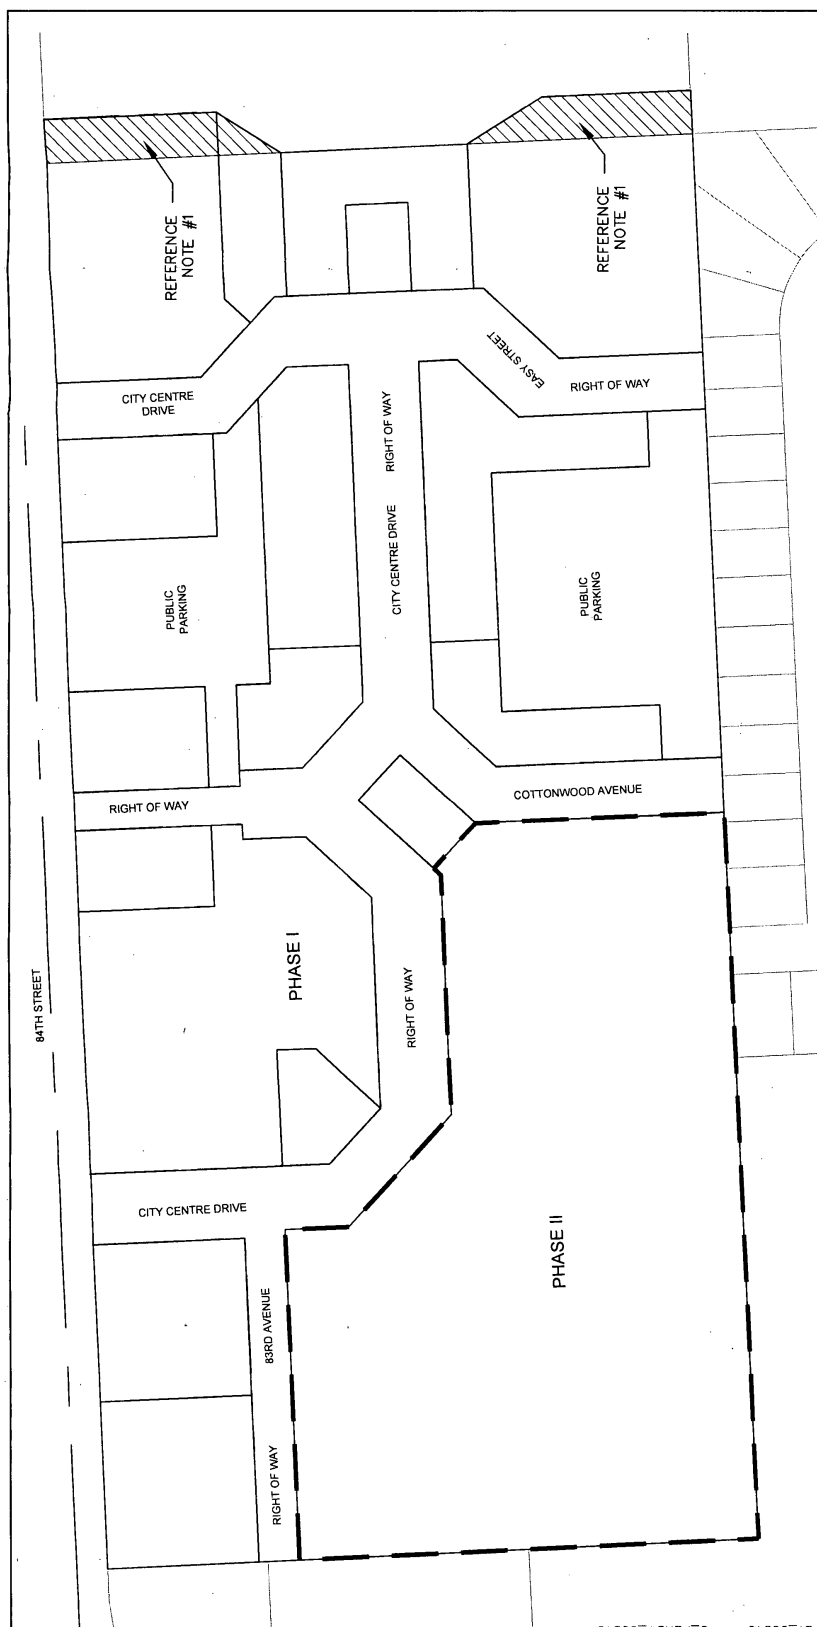 REFERENCE
NOTE #1
REFERENCE
NOTE #1
EASY STREET
CITY CENTRE
DRIVE
RIGHT OF WAY
RIGHT OF WAY
CITY CENTRE DRIVE
PUBLIC
PARKING
PUBLIC
PARKING
RIGHT OF WAY
COTTONWOOD AVENUE
84TH STREET
PHASE I
RIGHT OF WAY
CITY CENTRE DRIVE
PHASE II
83RD AVENUE
RIGHT OF WAY